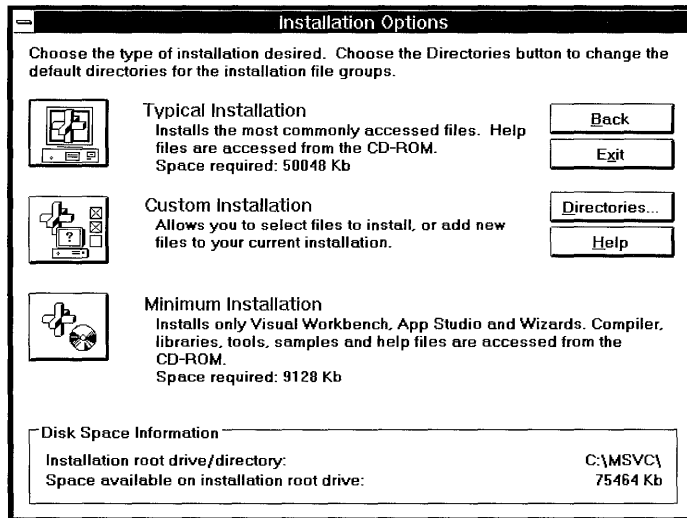 Installation Options
Choose the type of installation desired. Choose the Directories button to change the
default directories for the installation file groups.
Typical Installation
Installs the most commonly accessed files. Help
files are accessed from the CD-ROM.
Space required: 50048 Kb
Back
Exit
Custom Installation
Allows you to select files to install, or add new
files to your current installation.
Directories...
Help
?
Minimum Installation
Installs only Visual Workbench, App Studio and Wizards. Compiler,
libraries, tools, samples and help files are accessed from the
CD-ROM.
Space required: 9128 Kb
Disk Space Information
Installation root drive/directory: C:\MSVC\
Space available on installation root drive: 75464 Kb